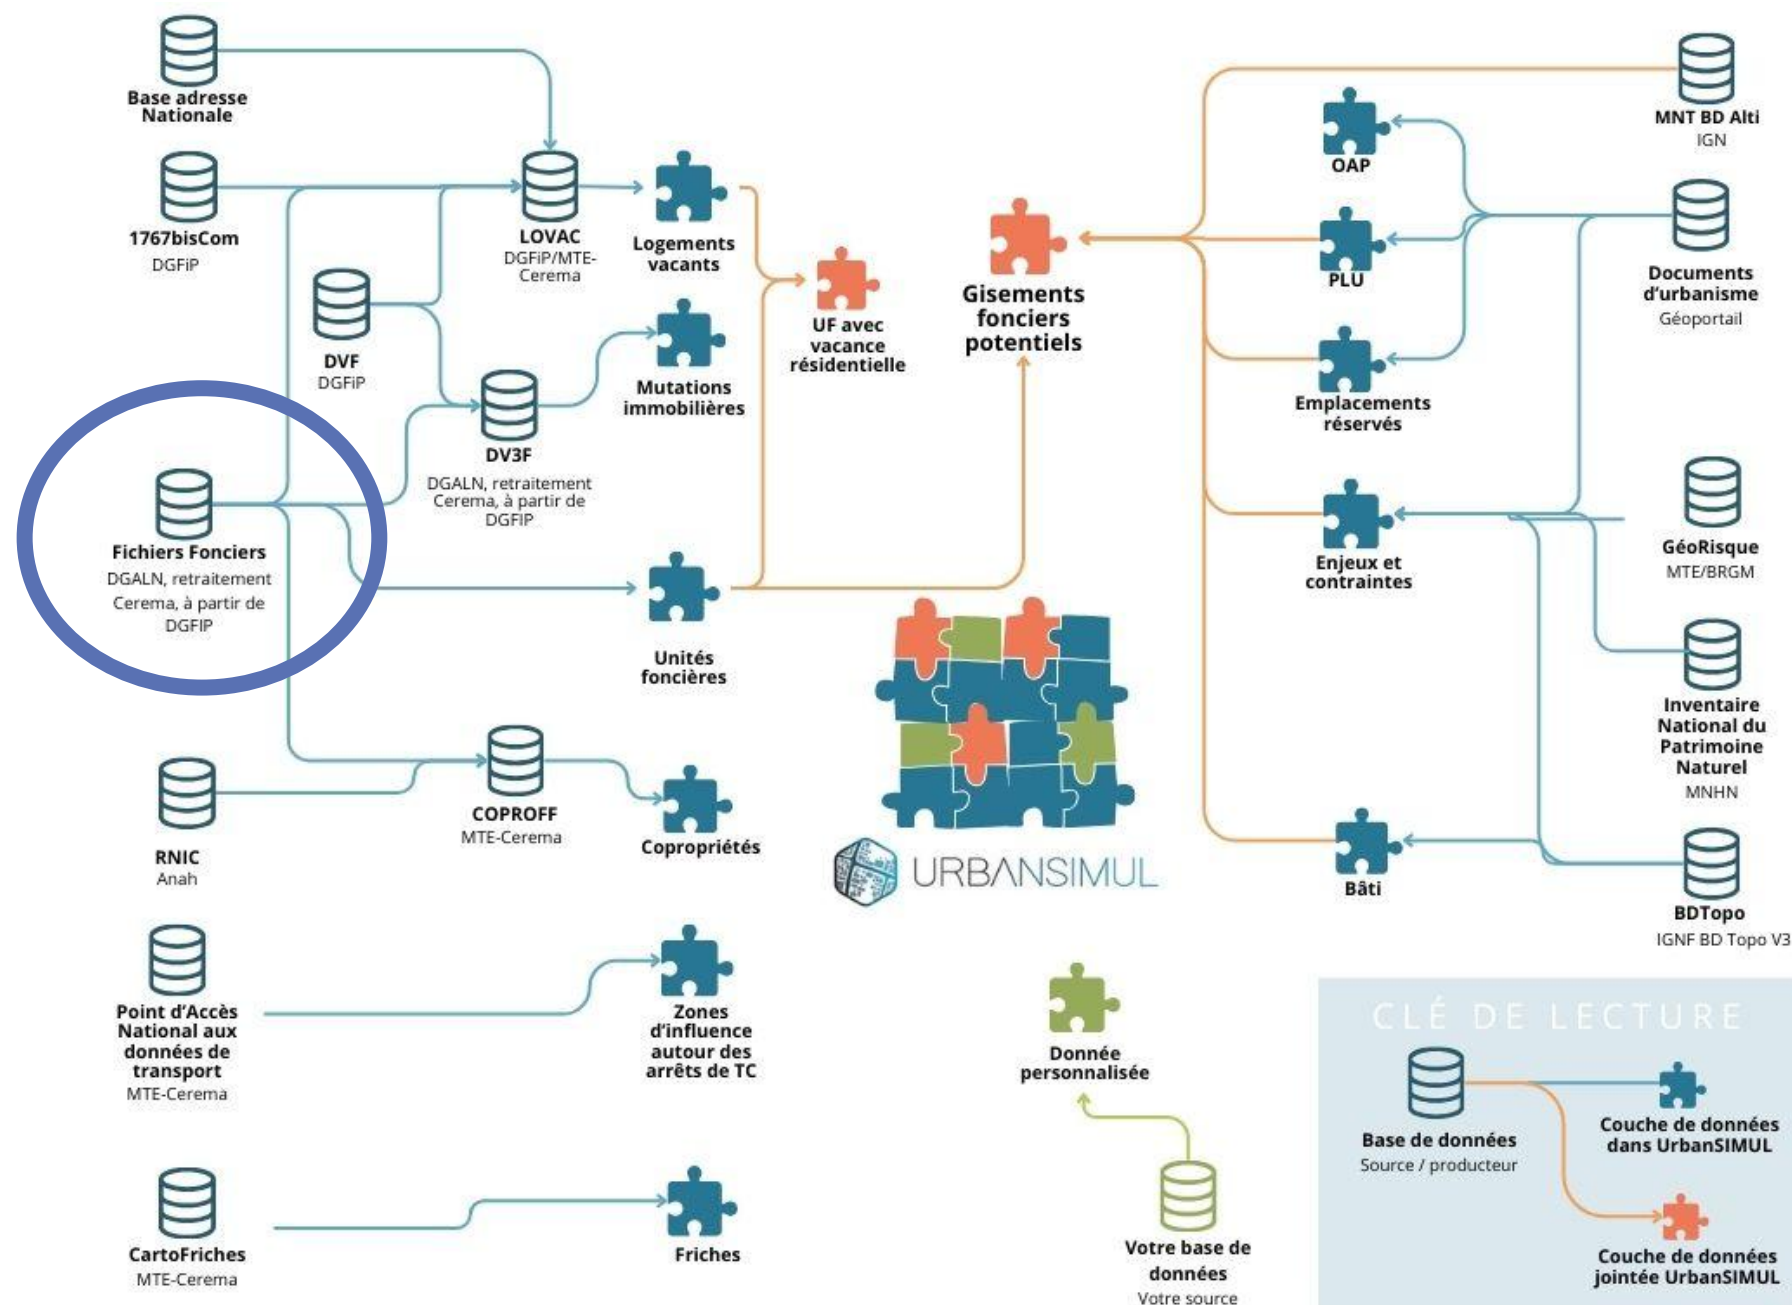 Base adresse
Nationale
1767bisCom
DGFiP
LOVAC
DGFiP/MTE-
Cerema
Logements
vacants
DVF
DGFiP
UF avec
vacance
résidentielle
Mutations
immobilières
DV3F
DGALN, retraitement
Cerema, à partir de
DGFIP
Fichiers Fonciers
DGALN, retraitement
Cerema, à partir de
DGFIP
Unités
foncières
RNIC
Anah
COPROFF
MTE-Cerema
Copropriétés
Point d'Accès
National aux
données de
transport
MTE-Cerema
Zones
d'influence
autour des
arrêts de TC
CartoFriches
MTE-Cerema
Friches
Gisements
fonciers
potentiels
URBANSIMUL
Donnée
personnalisée
Votre base de
données
Votre source
OAP
PLU
Emplacements
réservés
Enjeux et
contraintes
Bâti
MNT BD Alti
IGN
Documents
d'urbanisme
Géoportail
GéoRisque
MTE/BRGM
Inventaire
National du
Patrimoine
Naturel
MNHN
BDTopo
IGNF BD Topo V3
CLÉ DE LECTURE
Base de données
Source / producteur
Couche de données
dans UrbanSIMUL
Couche de données
jointée UrbanSIMUL